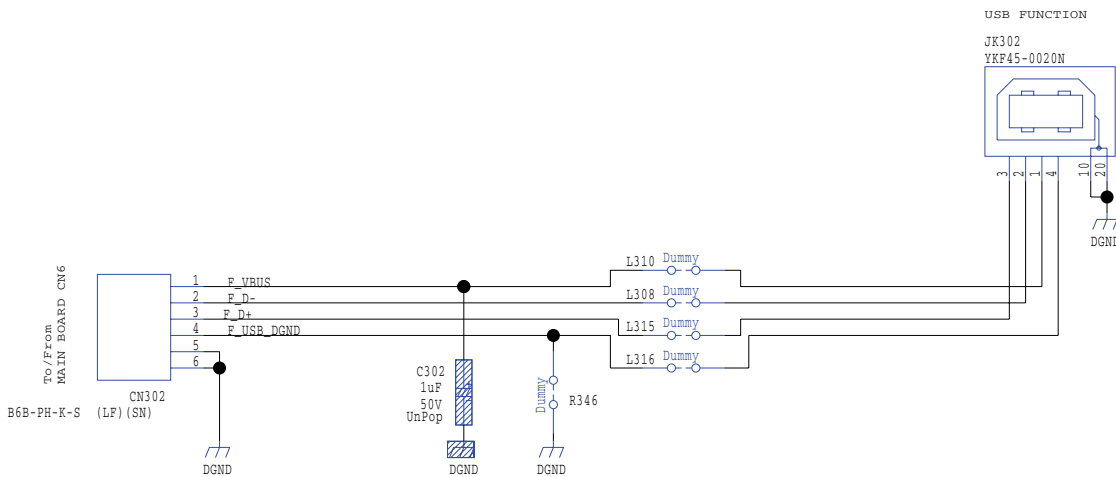 USB FUNCTION
JK302
YKF45-0020N
3
2
1
4
10
20
DGND
To/From
MAIN BOARD CN6
1 F_VBUS
2 F_D-
3 F_D+
4 F_USB_DGND
5
6
CN302
B6B-PH-K-S (LF)(SN)
DGND
L310 Dummy
L308 Dummy
L315 Dummy
L316 Dummy
C302
1uF
50V
UnPop
DGND
Dummy
R346
DGND